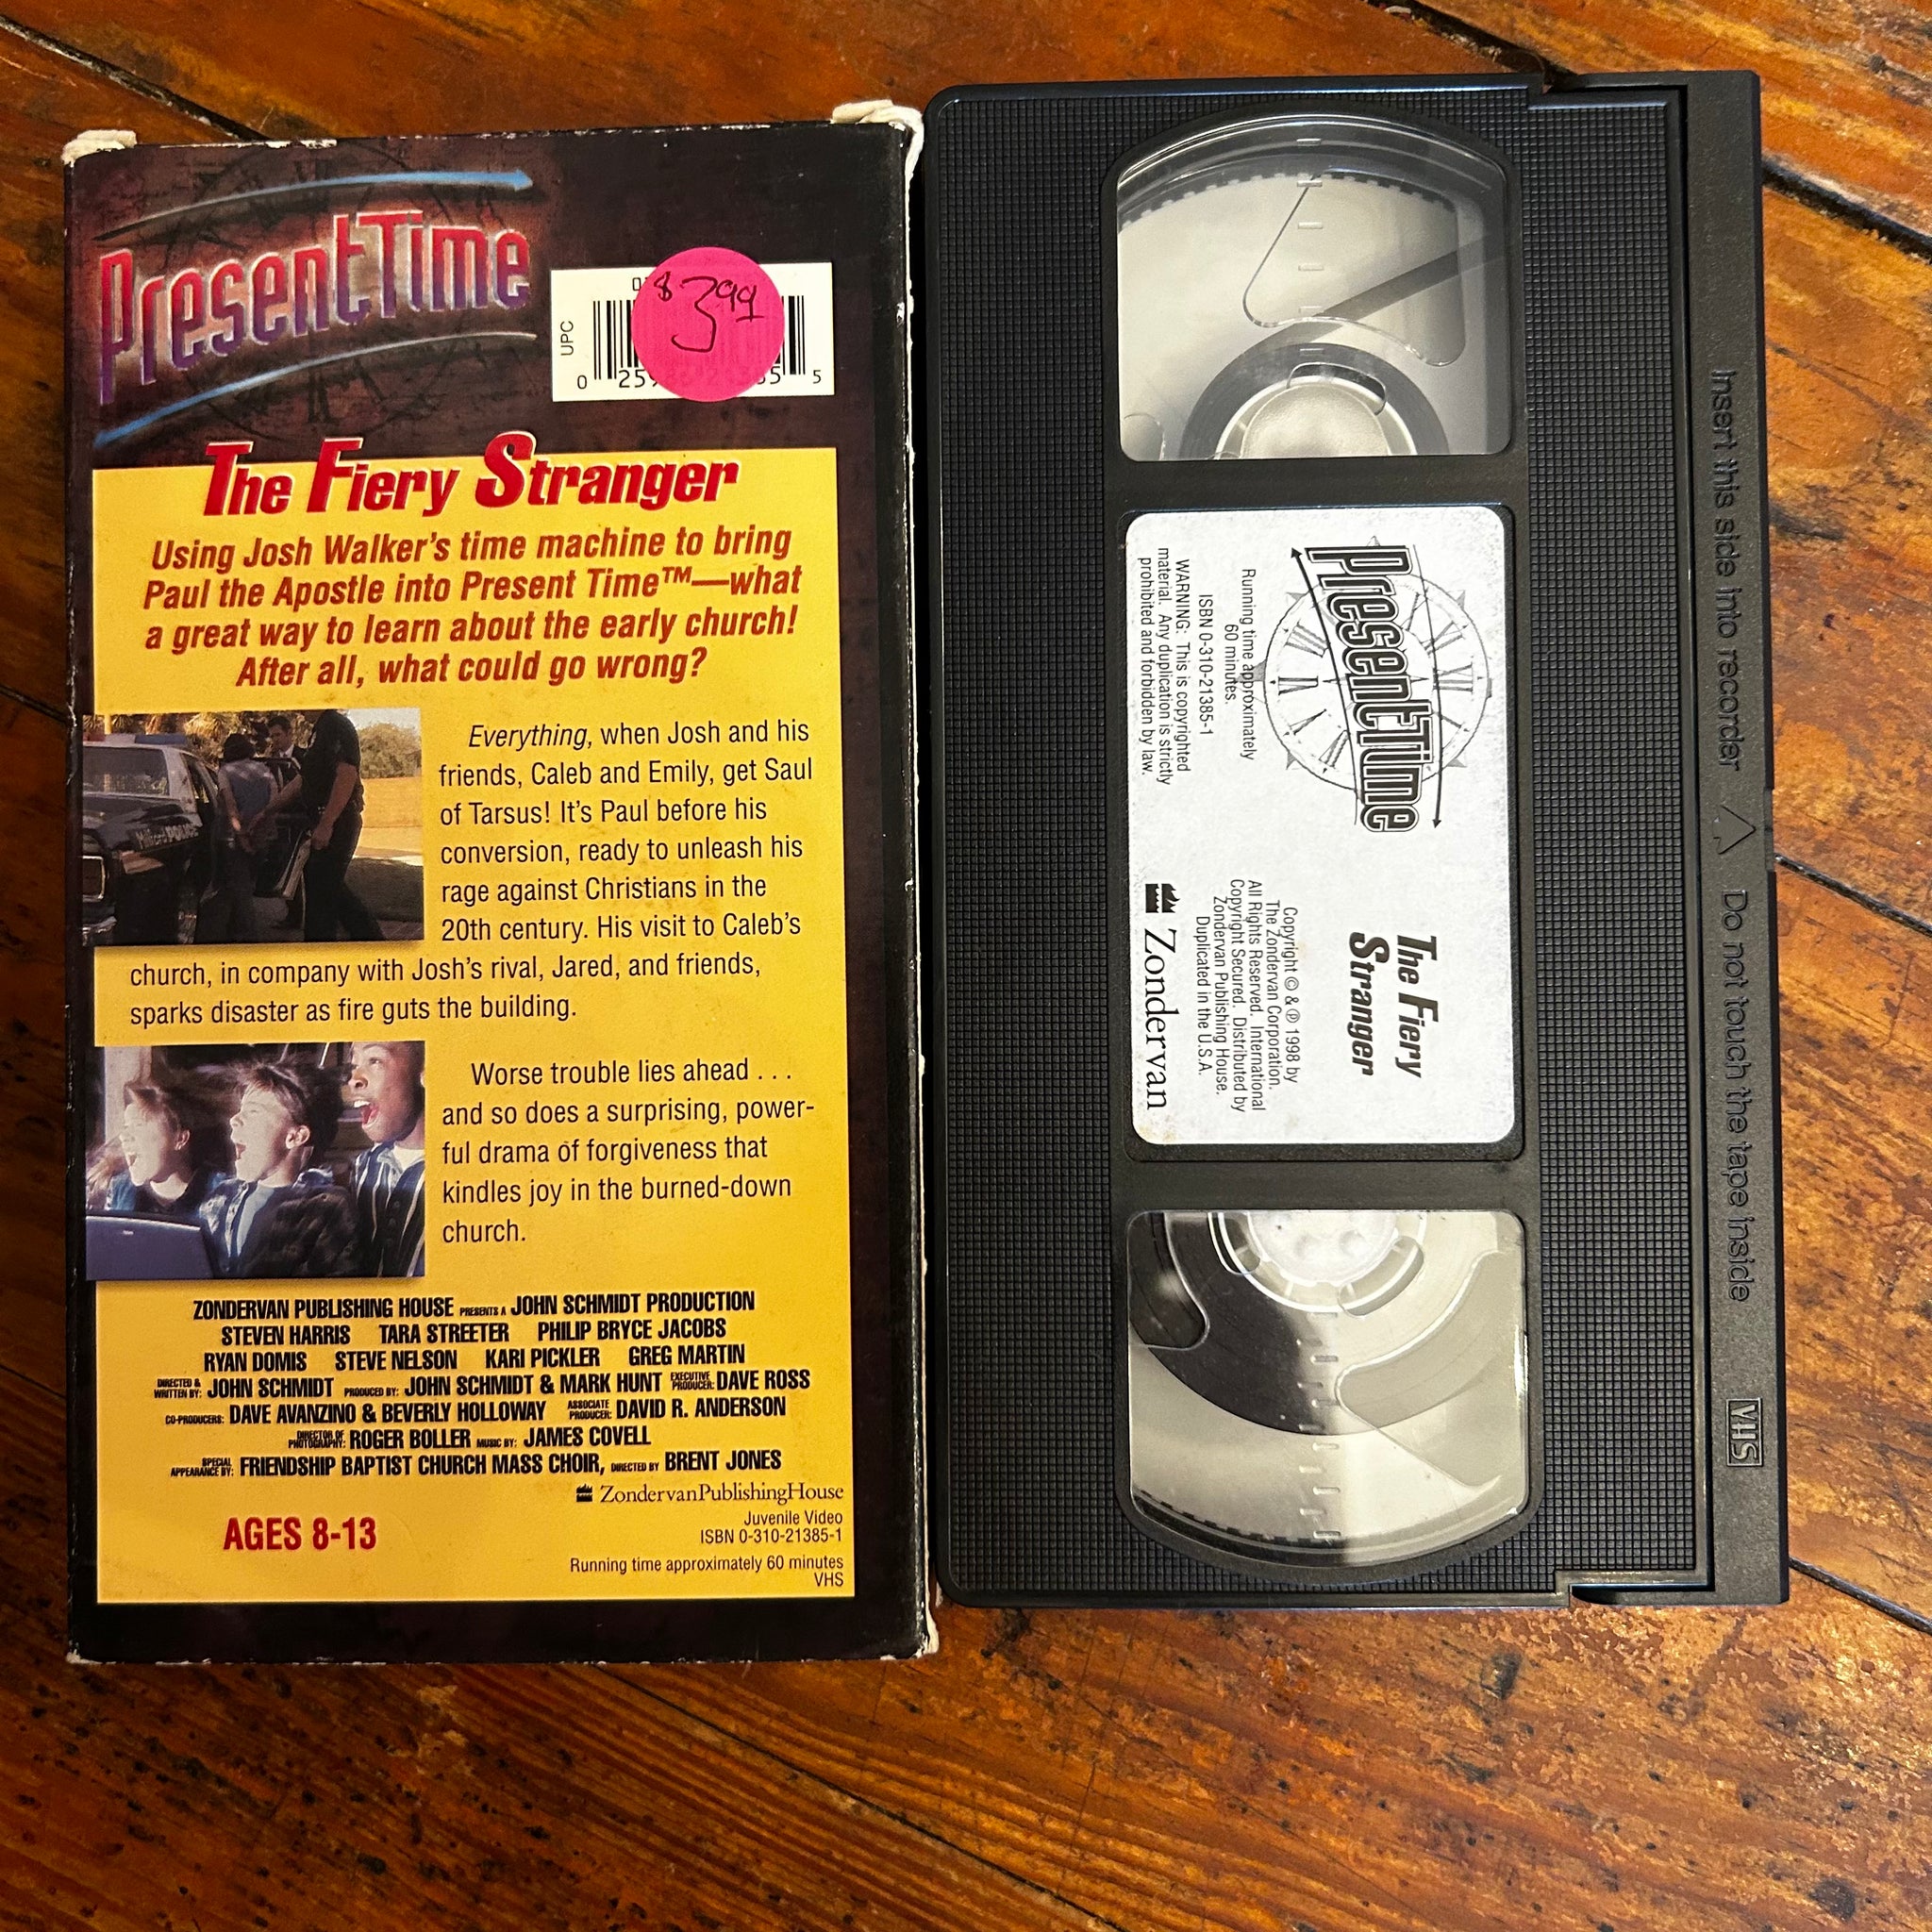 PresentTime
$3.99
UPC
0
5
The Fiery Stranger
Using Josh Walker's time machine to bring
Paul the Apostle into Present Time™—what
a great way to learn about the early church!
After all, what could go wrong?
Everything, when Josh and his
friends, Caleb and Emily, get Saul
of Tarsus! It's Paul before his
conversion, ready to unleash his
rage against Christians in the
20th century. His visit to Caleb's
church, in company with Josh's rival, Jared, and friends,
sparks disaster as fire guts the building.
Milford POLICE
Worse trouble lies ahead . . .
and so does a surprising, power-
ful drama of forgiveness that
kindles joy in the burned-down
church.
ZONDERVAN PUBLISHING HOUSE PRESENTS A JOHN SCHMIDT PRODUCTION
STEVEN HARRIS TARA STREETER PHILIP BRYCE JACOBS
RYAN DOMIS STEVE NELSON KARI PICKLER GREG MARTIN
DIRECTED & WRITTEN BY: JOHN SCHMIDT PRODUCED BY: JOHN SCHMIDT & MARK HUNT EXECUTIVE PRODUCER: DAVE ROSS
CO-PRODUCERS: DAVE AVANZINO & BEVERLY HOLLOWAY ASSOCIATE PRODUCER: DAVID R. ANDERSON
DIRECTOR OF PHOTOGRAPHY: ROGER BOLLER MUSIC BY: JAMES COVELL
SPECIAL APPEARANCE BY: FRIENDSHIP BAPTIST CHURCH MASS CHOIR, DIRECTED BY BRENT JONES
ZondervanPublishingHouse
AGES 8-13
Juvenile Video
ISBN 0-310-21385-1
Running time approximately 60 minutes
VHS
PresentTime
Running time approximately
60 minutes.
ISBN 0-310-21385-1
WARNING: This is copyrighted
material. Any duplication is strictly
prohibited and forbidden by law.
The Fiery
Stranger
Copyright © & ℗ 1998 by
The Zondervan Corporation.
All Rights Reserved. International
Copyright Secured. Distributed by
Zondervan Publishing House.
Duplicated in the U.S.A.
Zondervan
Insert this side into recorder △ Do not touch the tape inside
VHS